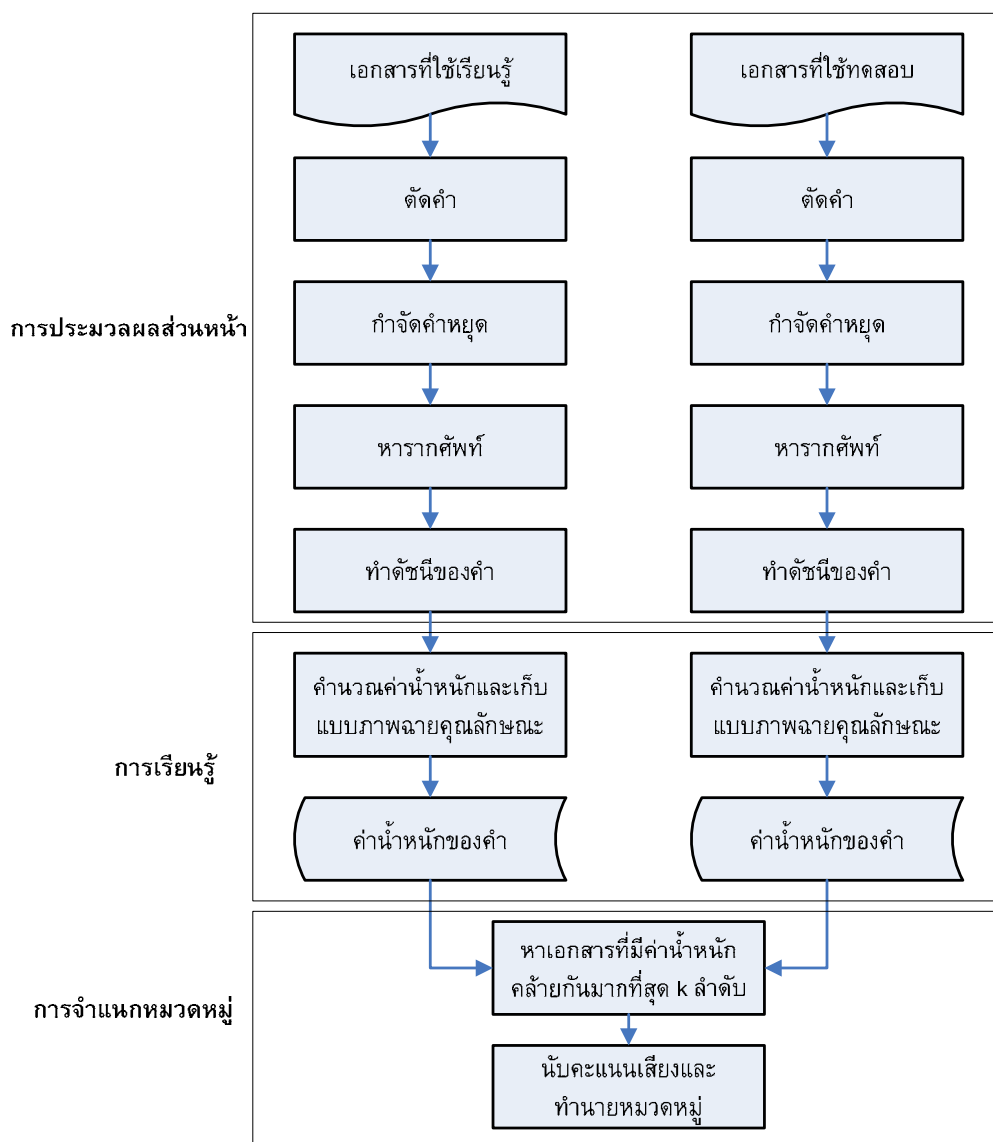 เอกสารที่ใช้เรียนรู้
เอกสารที่ใช้ทดสอบ
ตัดคำ
ตัดคำ
การประมวลผลส่วนหน้า
กำจัดคำหยุด
กำจัดคำหยุด
หารากศัพท์
หารากศัพท์
ทำดัชนีของคำ
ทำดัชนีของคำ
การเรียนรู้
คำนวณค่าน้ำหนักและเก็บ
แบบภาพฉายคุณลักษณะ
คำนวณค่าน้ำหนักและเก็บ
แบบภาพฉายคุณลักษณะ
ค่าน้ำหนักของคำ
ค่าน้ำหนักของคำ
การจำแนกหมวดหมู่
หาเอกสารที่มีค่าน้ำหนัก
คล้ายกันมากที่สุด k ลำดับ
นับคะแนนเสียงและ
ทำนายหมวดหมู่